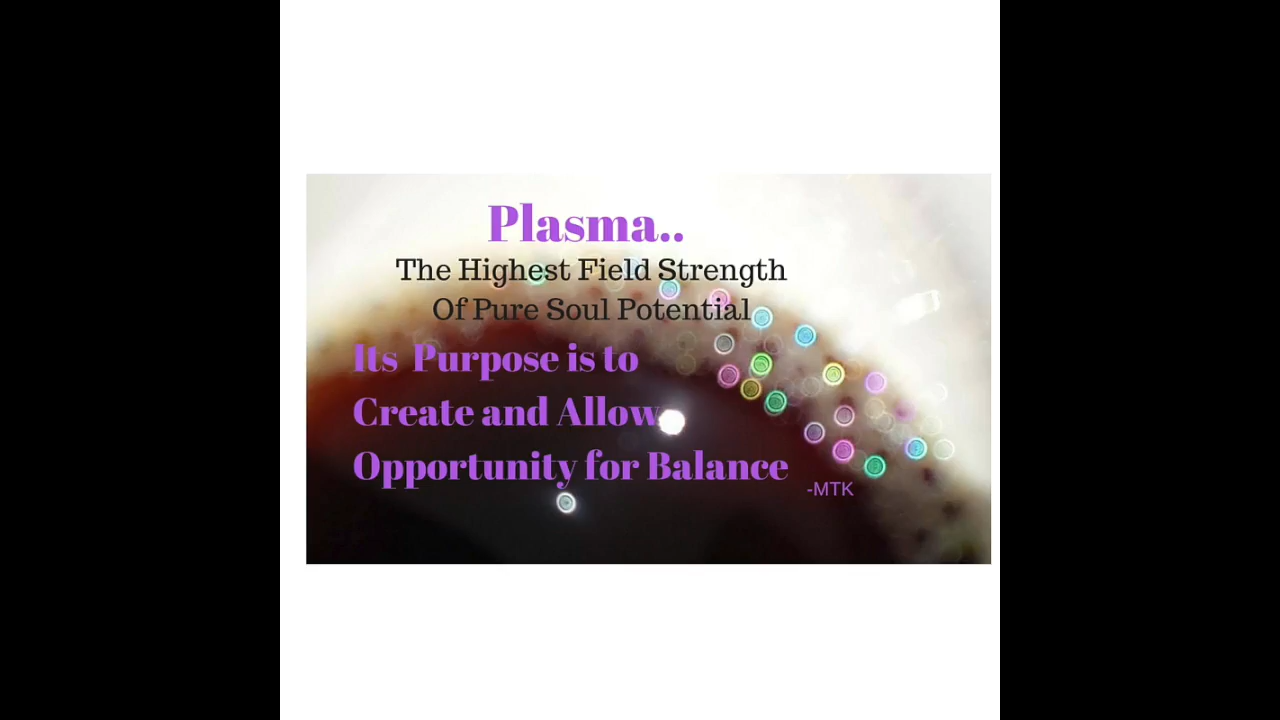 Plasma..
The Highest Field Strength
Of Pure Soul Potential
Its Purpose is to
Create and Allow
Opportunity for Balance
-MTK